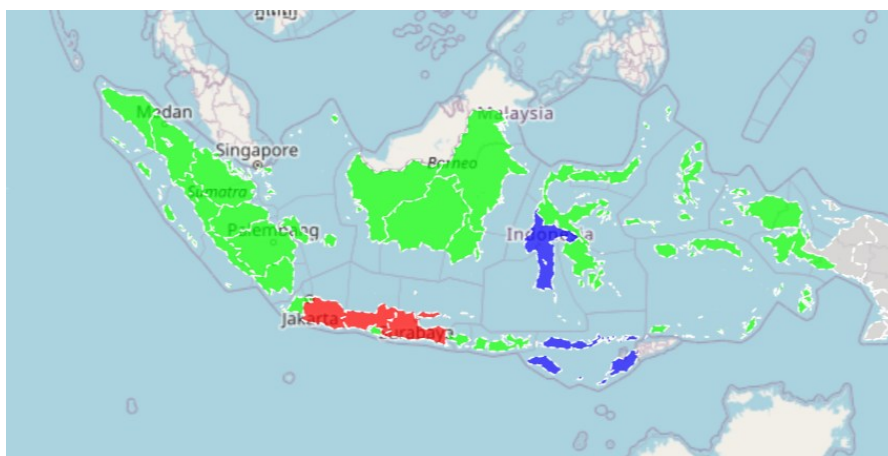 Medan
Malaysia
Singapore
Borneo
Sumatra
Palembang
Indonesia
Jakarta
Surabaya